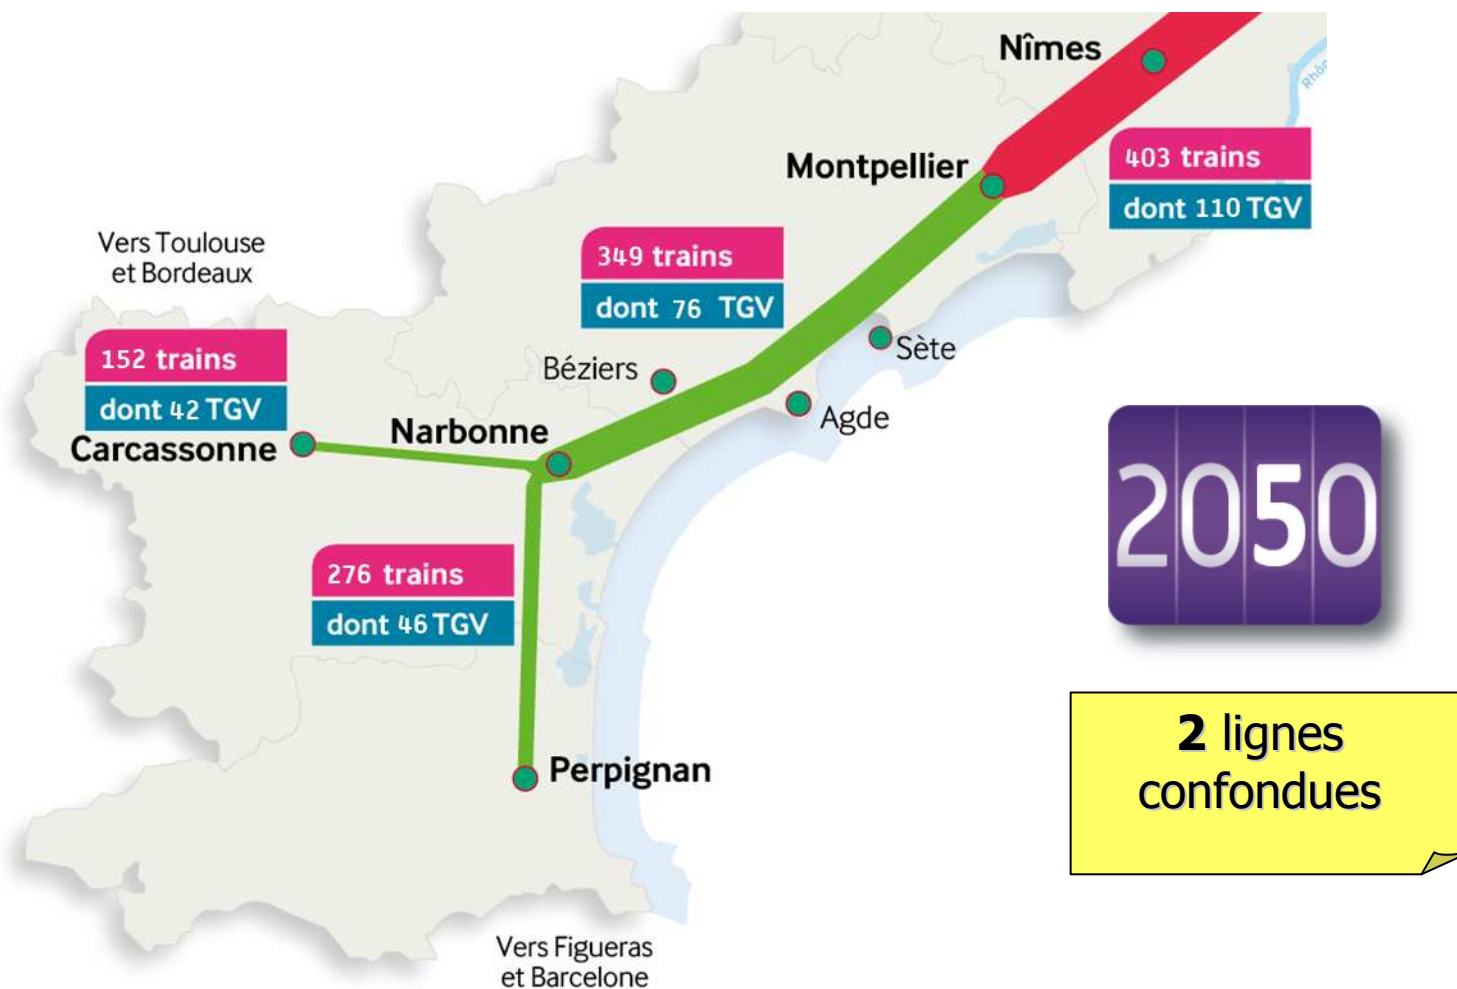 Nîmes
Rhôn
403 trains
dont 110 TGV
Montpellier
349 trains
dont 76 TGV
Vers Toulouse
et Bordeaux
152 trains
dont 42 TGV
Carcassonne
Béziers
Sète
Agde
Narbonne
276 trains
dont 46 TGV
Perpignan
Vers Figueras
et Barcelone
2050
2 lignes
confondues